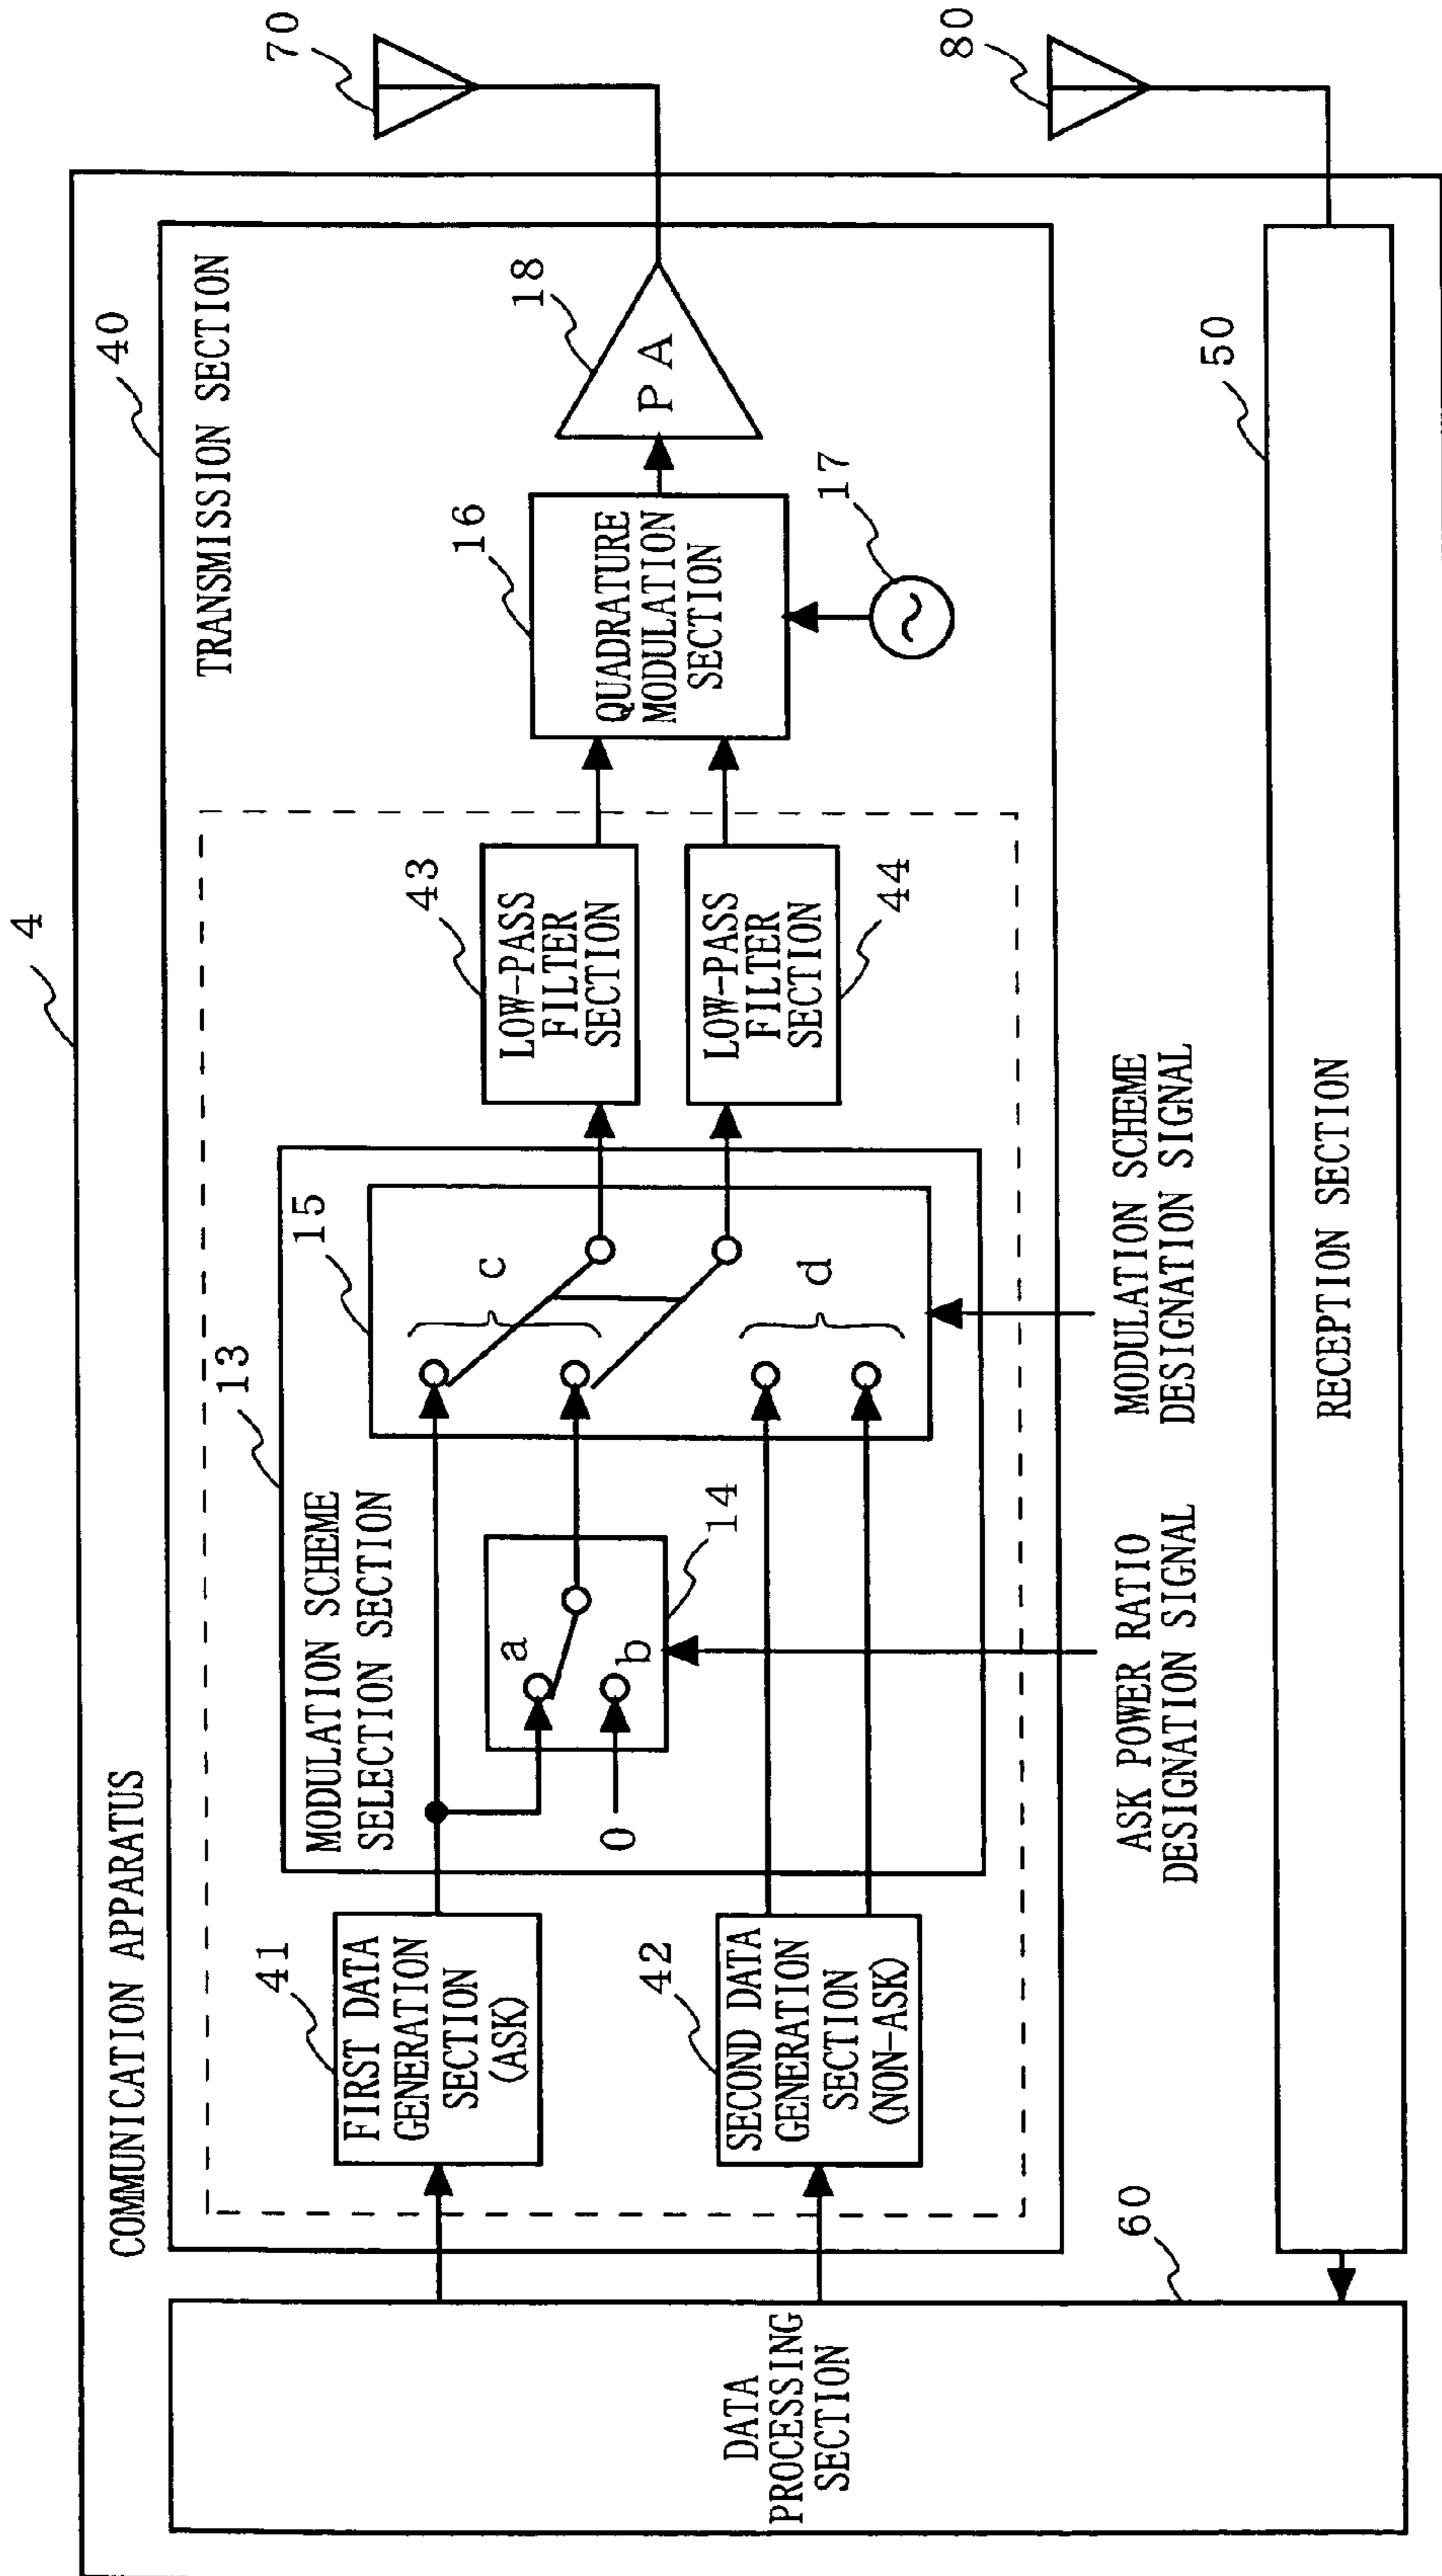 4
COMMUNICATION APPARATUS
40
TRANSMISSION SECTION
70
13
MODULATION SCHEME
SELECTION SECTION
15
41
FIRST DATA
GENERATION
SECTION
(ASK)
a
b
0
14
c
d
43
LOW-PASS
FILTER
SECTION
16
QUADRATURE
MODULATION
SECTION
18
PA
17
42
SECOND DATA
GENERATION
SECTION
(NON-ASK)
LOW-PASS
FILTER
SECTION
44
DATA
PROCESSING
SECTION
60
ASK POWER RATIO
DESIGNATION SIGNAL
MODULATION SCHEME
DESIGNATION SIGNAL
50
RECEPTION SECTION
80